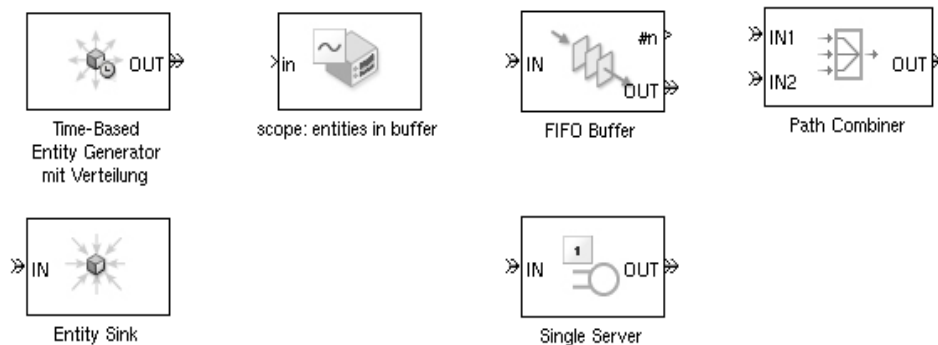 OUT
Time-Based
Entity Generator
mit Verteilung
in
scope: entities in buffer
IN
#n
OUT
FIFO Buffer
IN1
IN2
OUT
Path Combiner
IN
Entity Sink
IN
1
OUT
Single Server